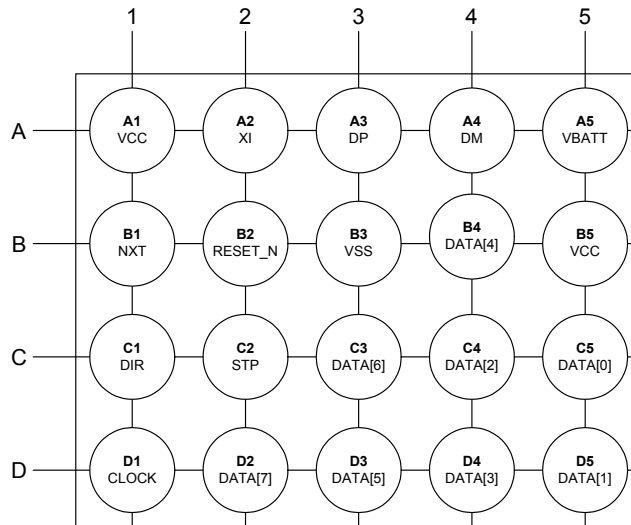 1 2 3 4 5
A
A1 A2 A3 A4 A5
VCC XI DP DM VBATT
B
B1 B2 B3 B4 B5
NXT RESET_N VSS DATA[4] VCC
C
C1 C2 C3 C4 C5
DIR STP DATA[6] DATA[2] DATA[0]
D
D1 D2 D3 D4 D5
CLOCK DATA[7] DATA[5] DATA[3] DATA[1]